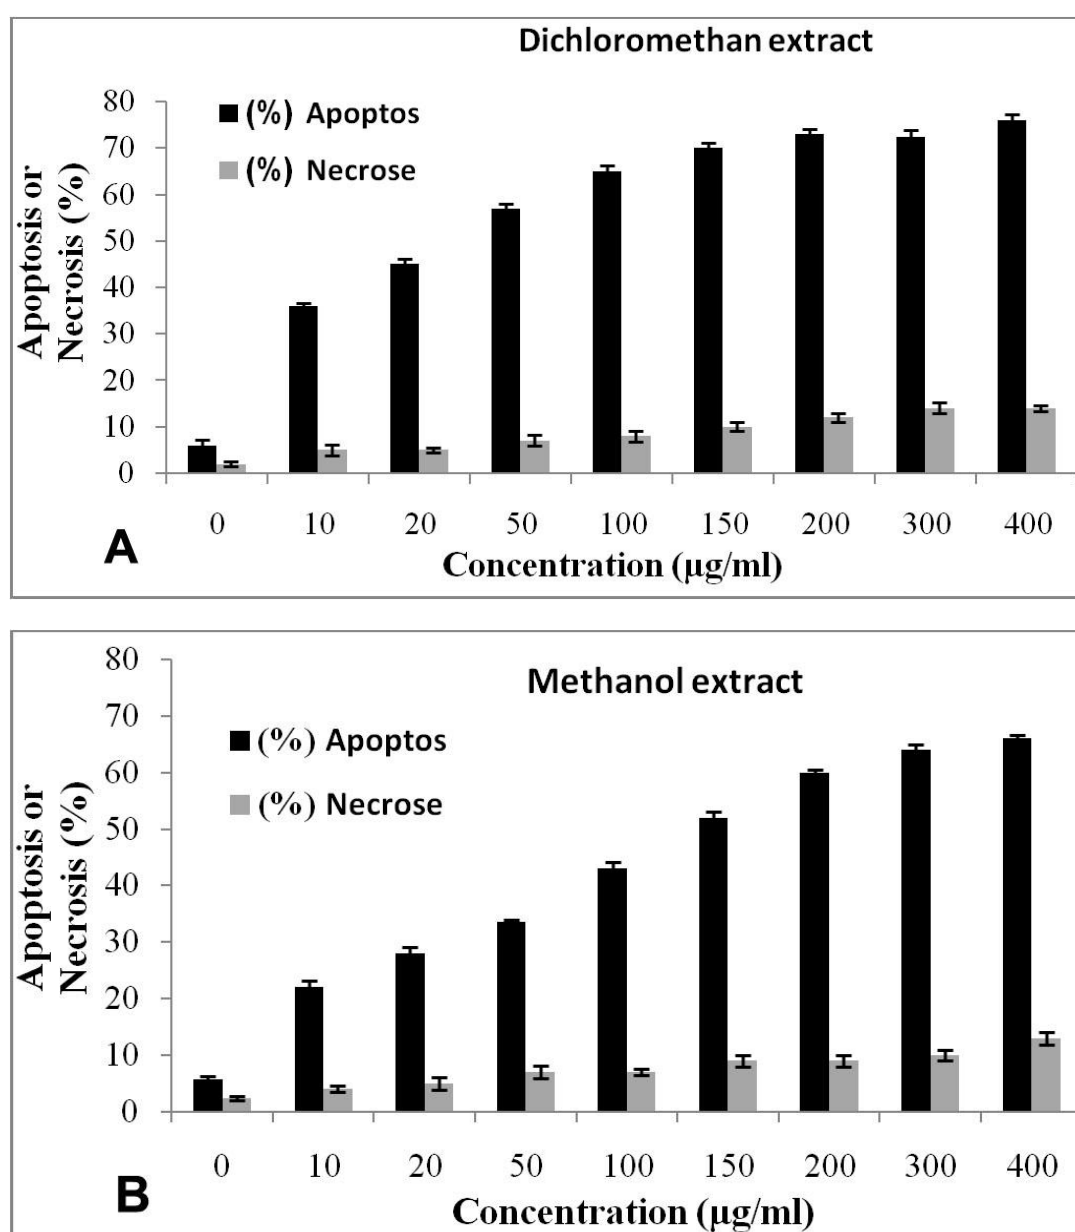 Dichloromethan extract
(%) Apoptos
(%) Necrose
Apoptosis or
Necrosis (%)
80
70
60
50
40
30
20
10
0
0 10 20 50 100 150 200 300 400
Concentration (μg/ml)
A
Methanol extract
(%) Apoptos
(%) Necrose
Apoptosis or
Necrosis (%)
80
70
60
50
40
30
20
10
0
0 10 20 50 100 150 200 300 400
Concentration (μg/ml)
B